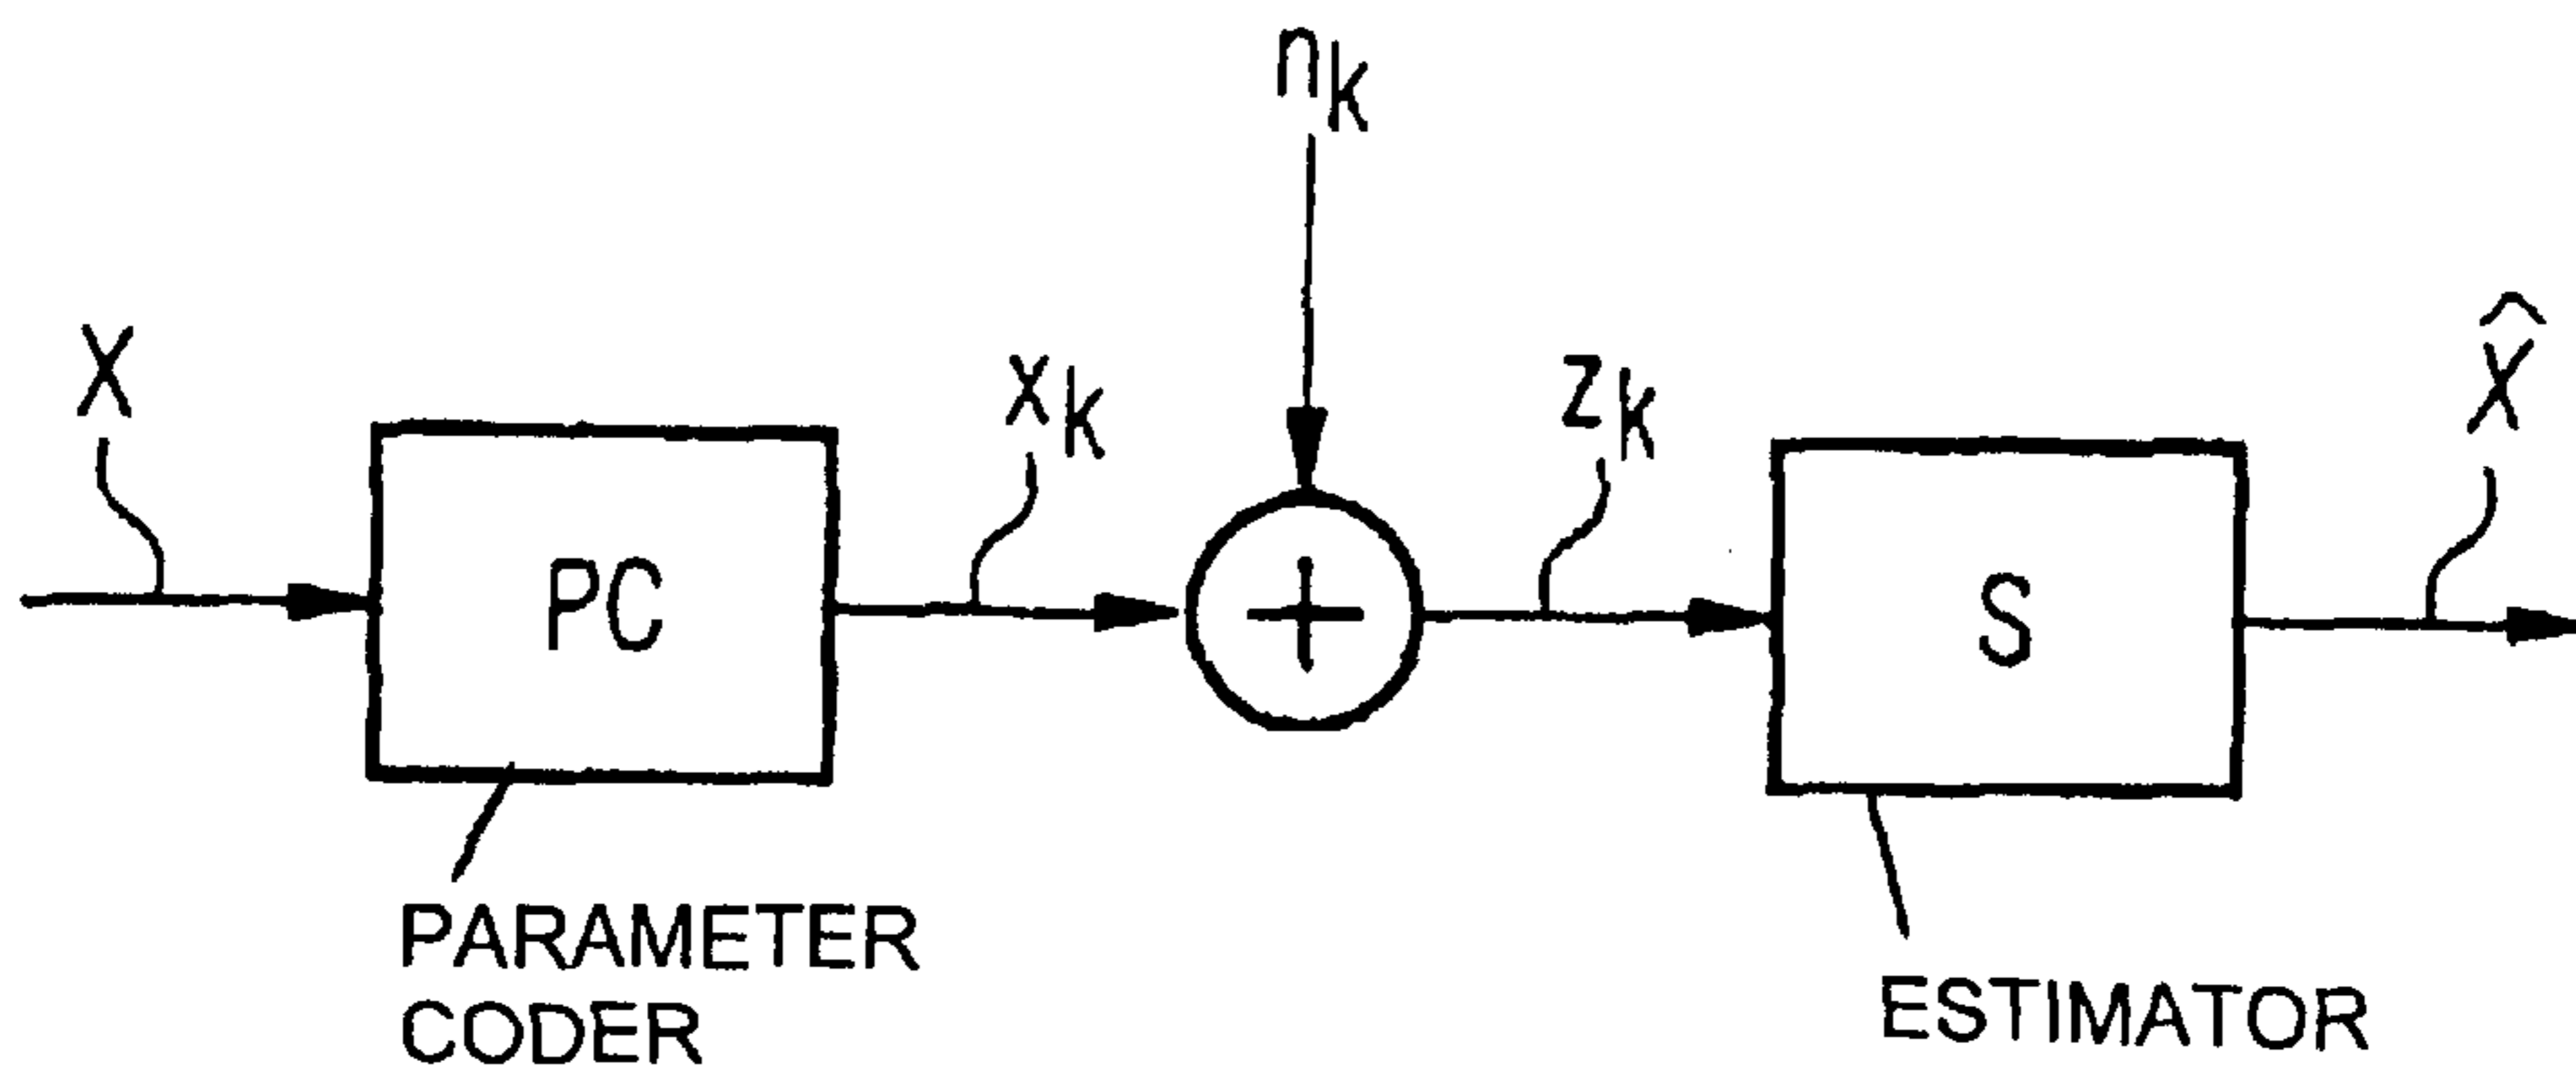 n_k
X
x_k
z_k
X̂
PC
+
S
PARAMETER
CODER
ESTIMATOR